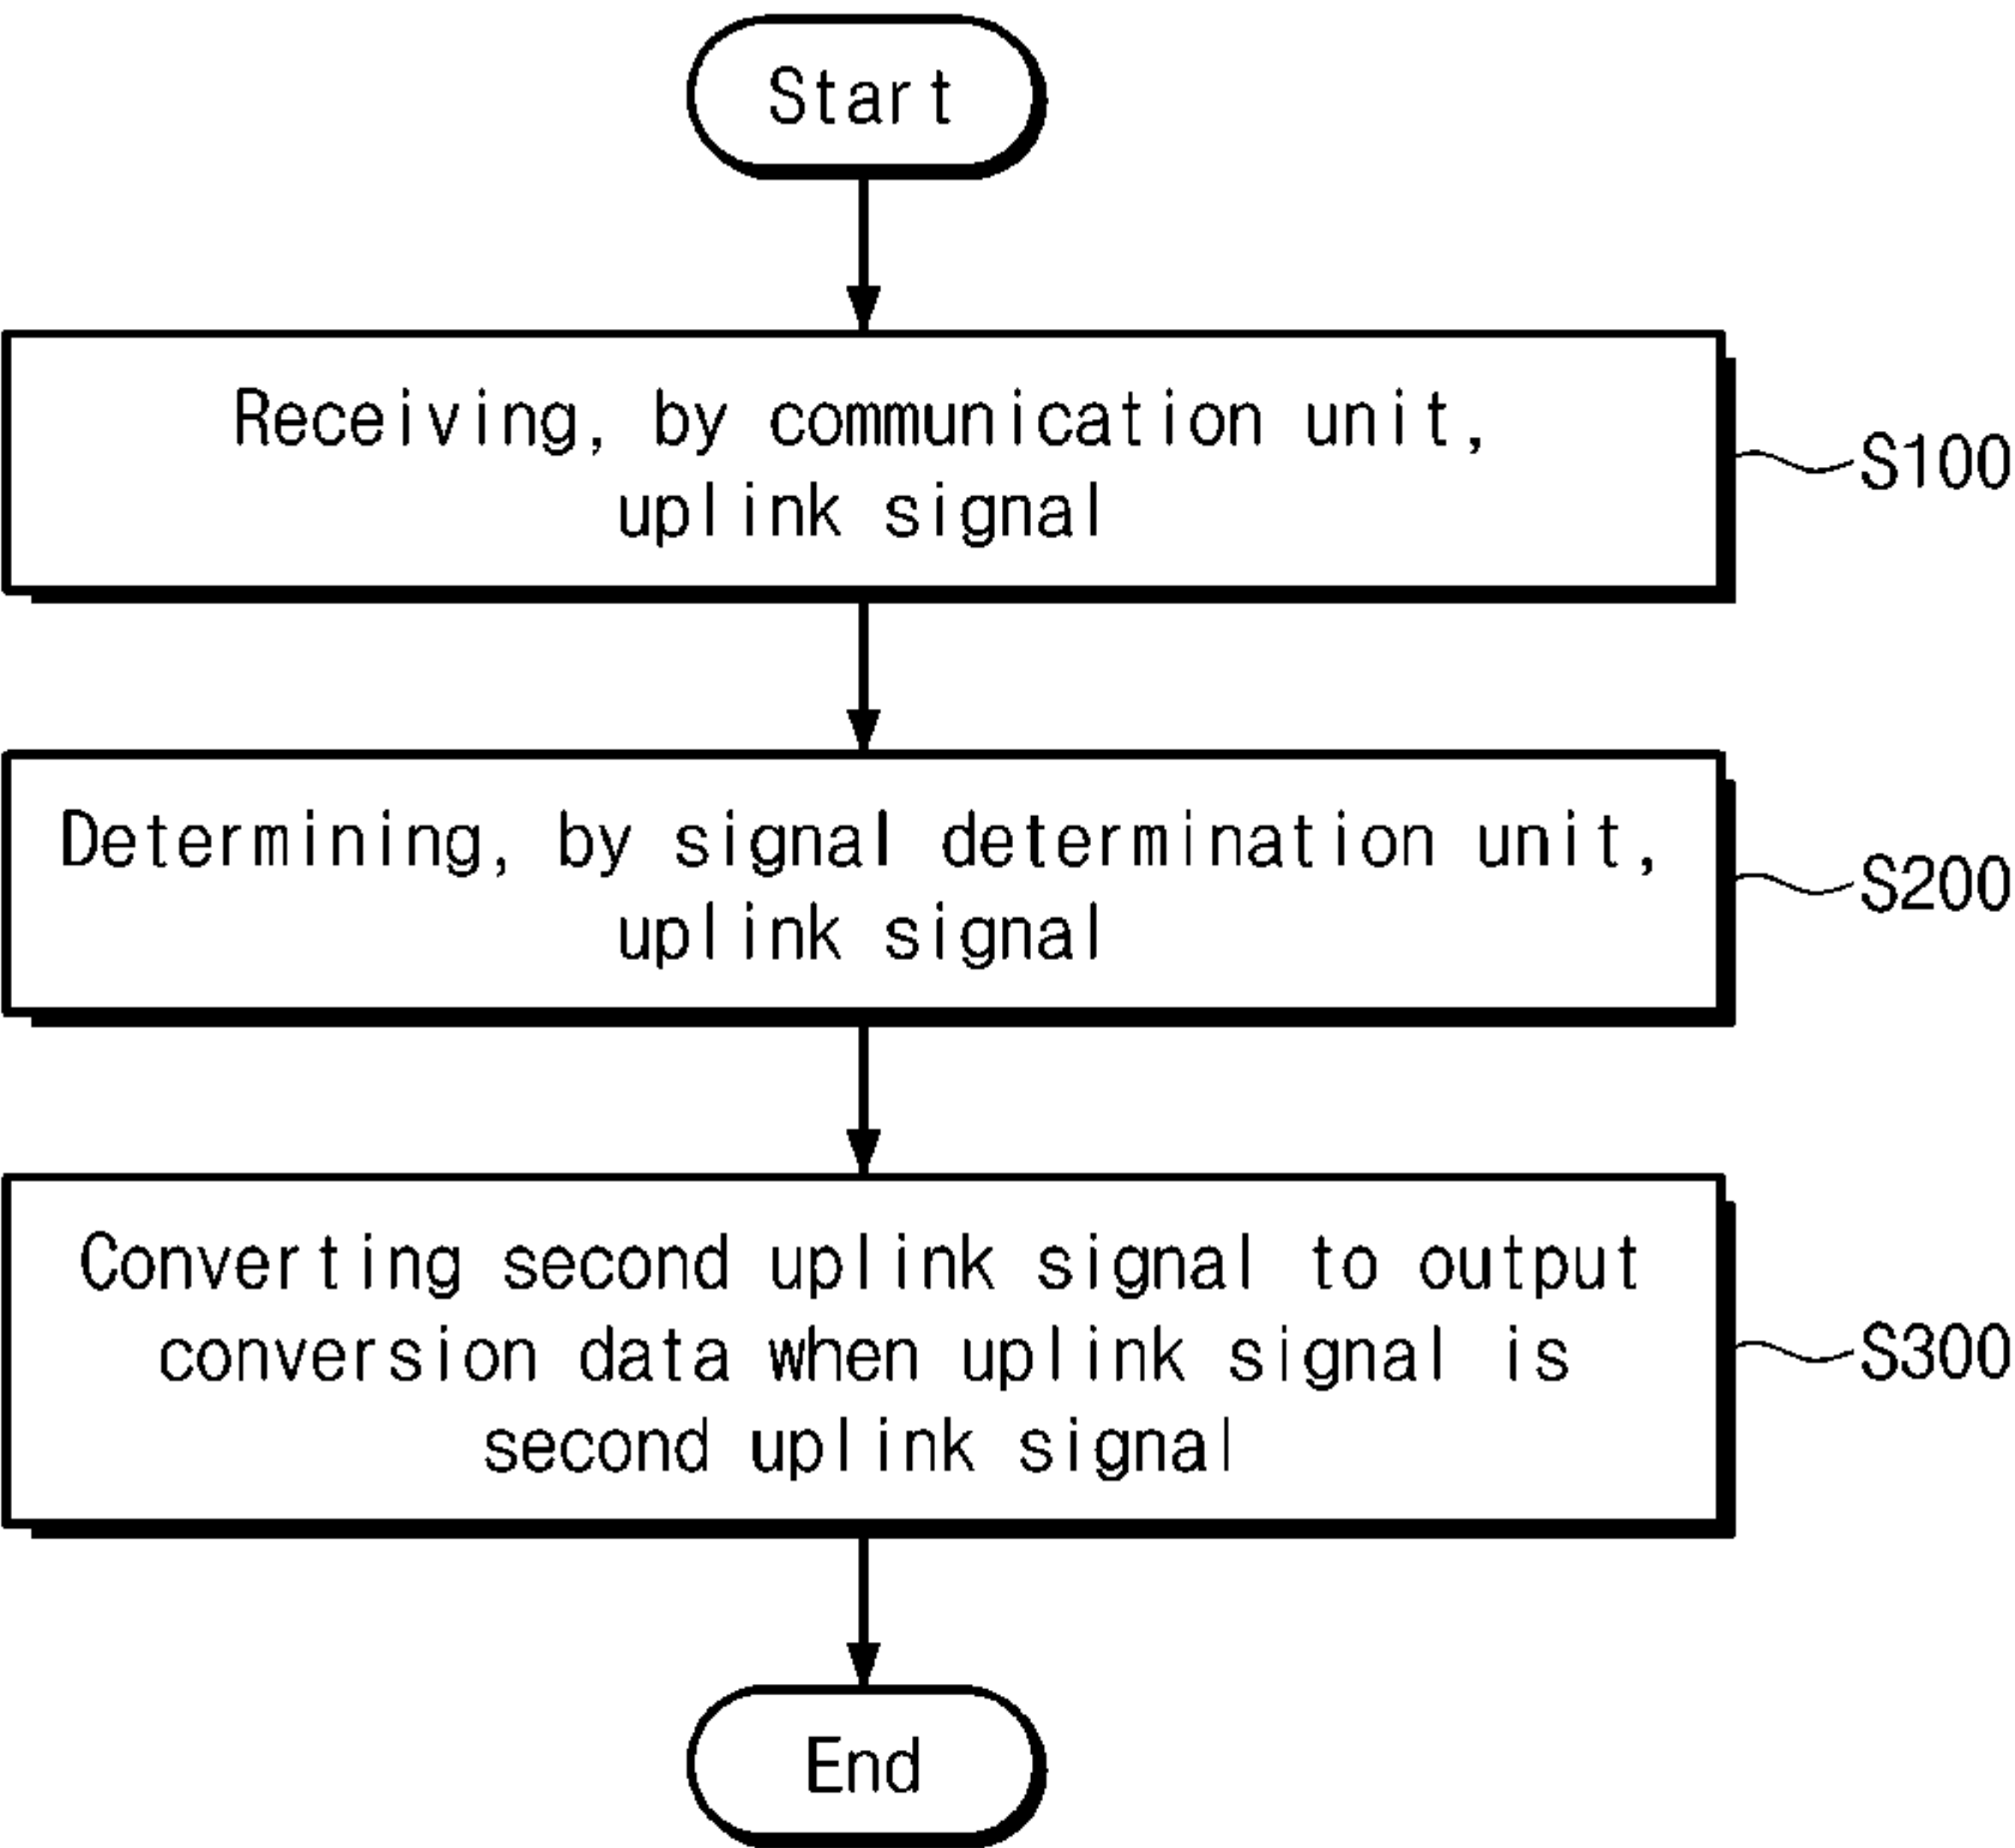 Start
Receiving, by communication unit,
uplink signal
S100
Determining, by signal determination unit,
uplink signal
S200
Converting second uplink signal to output
conversion data when uplink signal is
second uplink signal
S300
End